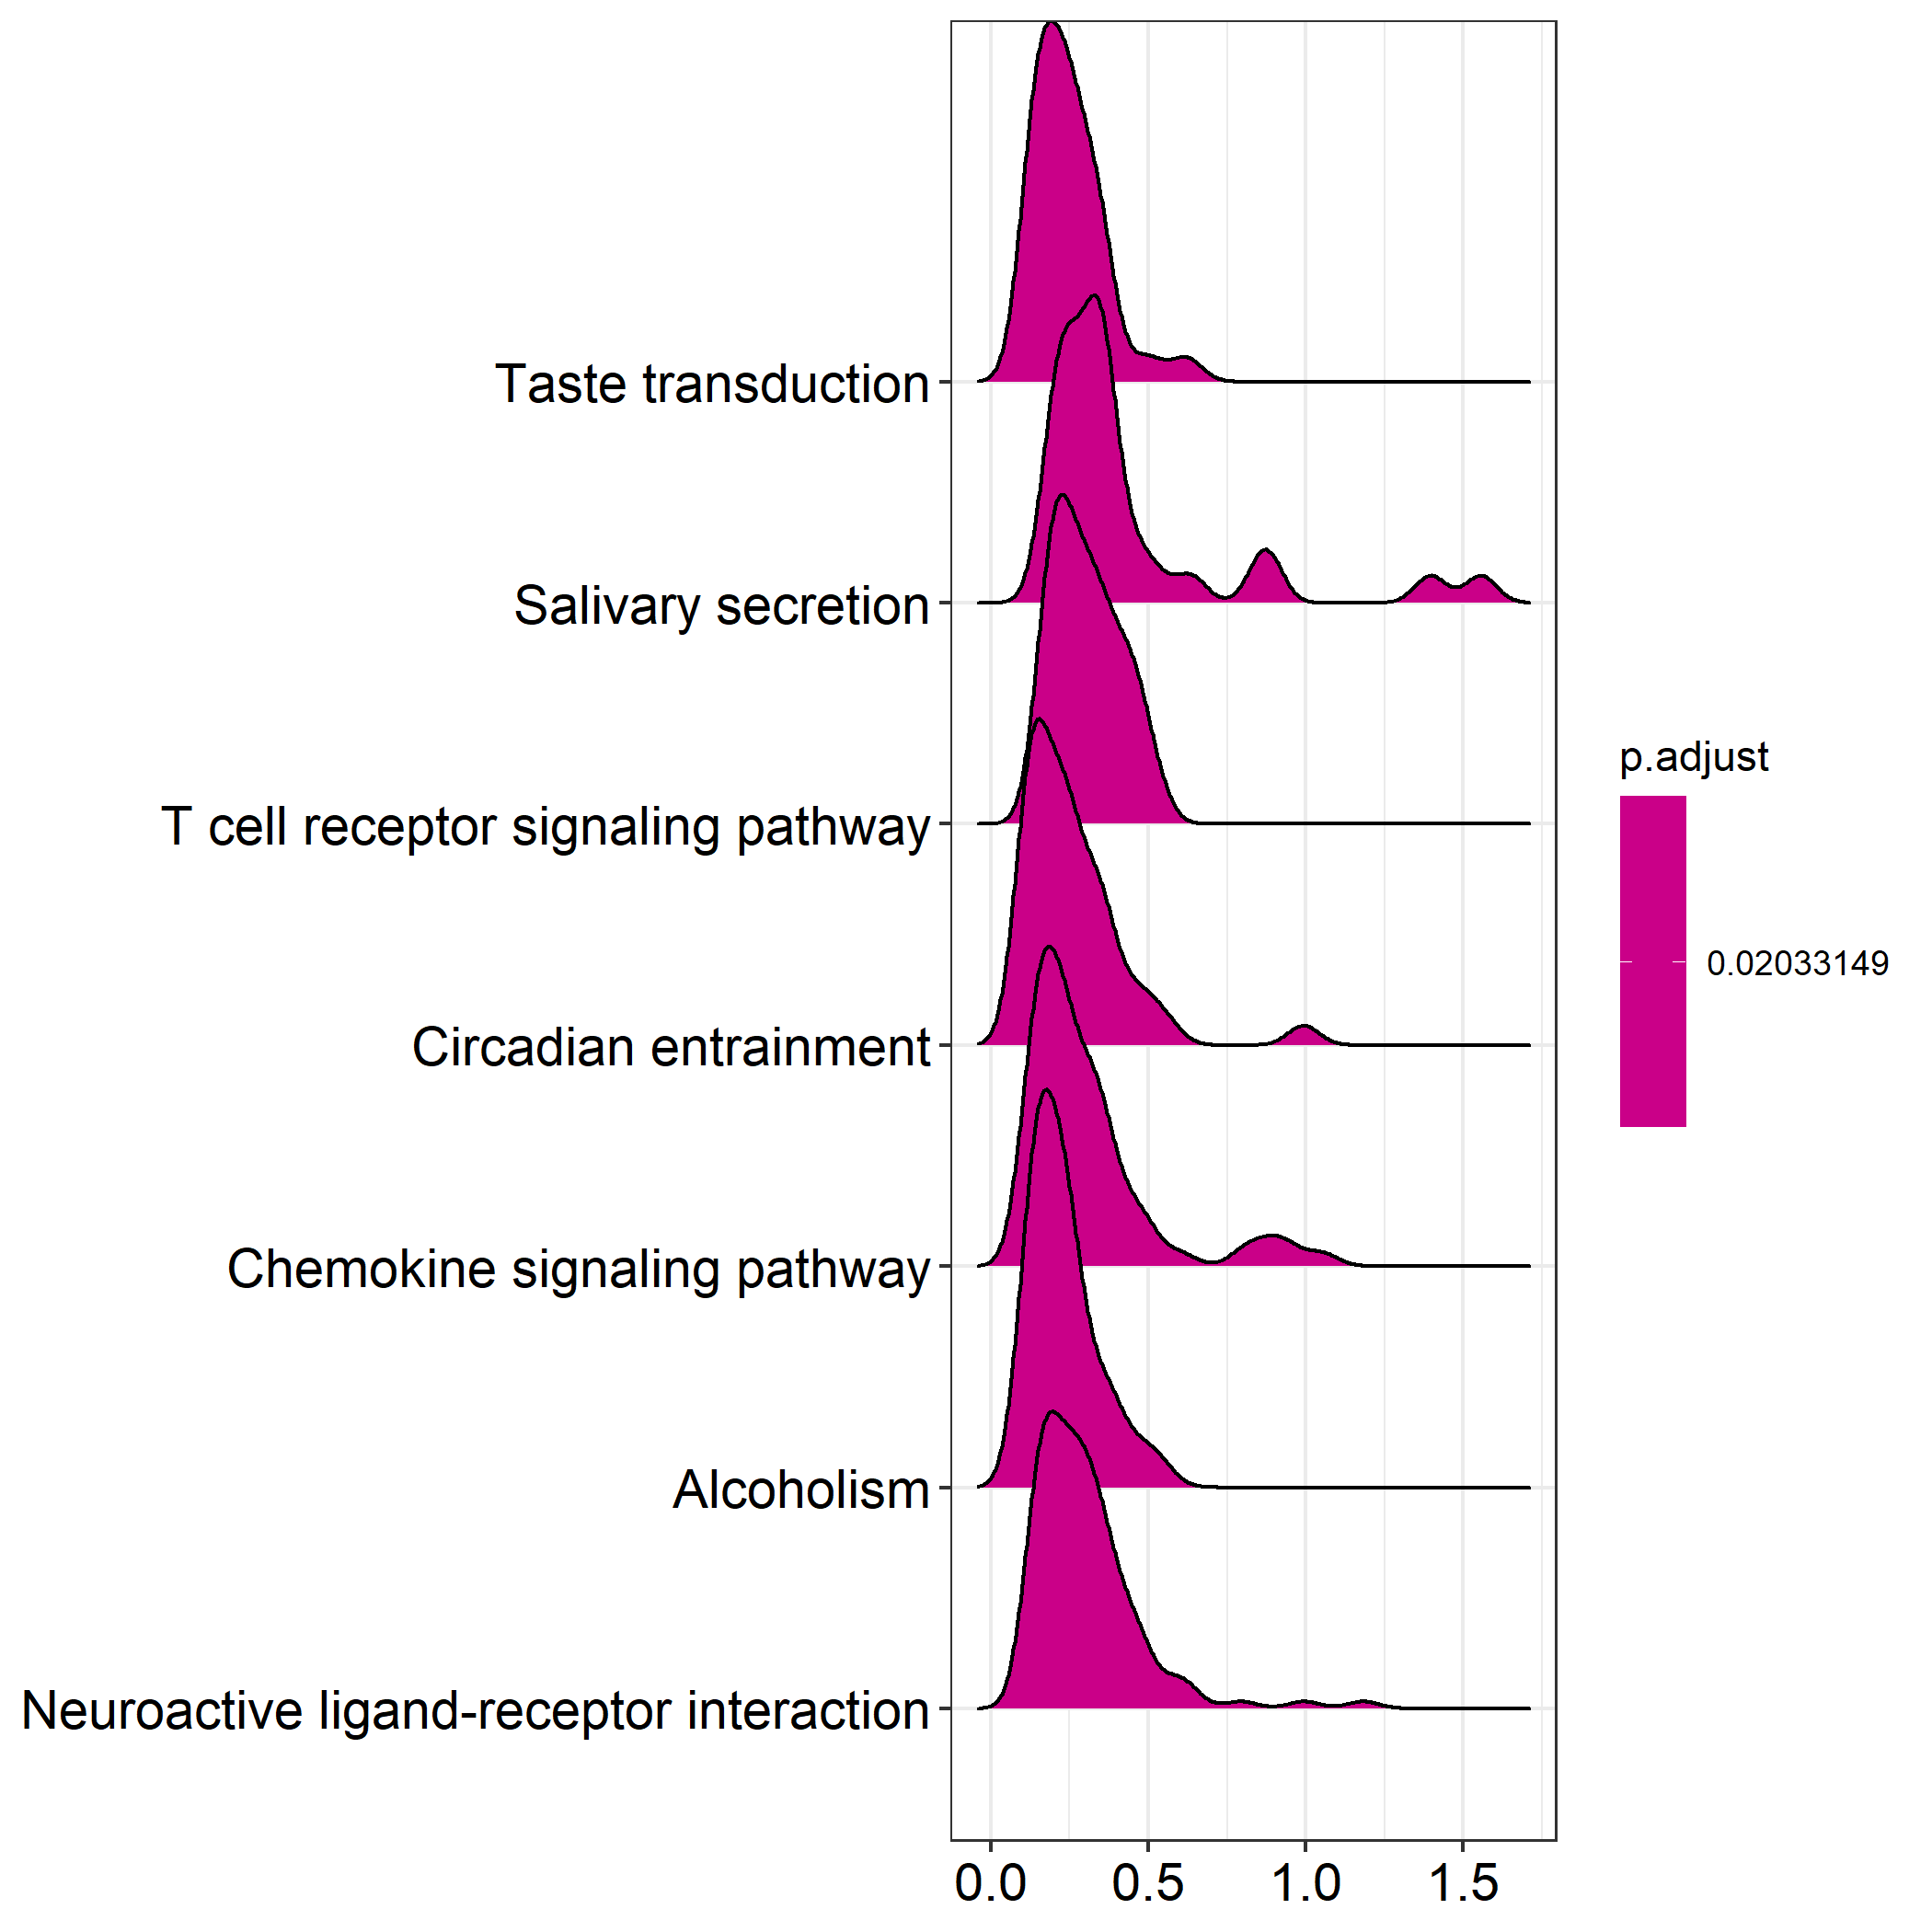 Taste transduction
Salivary secretion
T cell receptor signaling pathway
Circadian entrainment
Chemokine signaling pathway
Alcoholism
Neuroactive ligand-receptor interaction
0.0 0.5 1.0 1.5
p.adjust
0.02033149